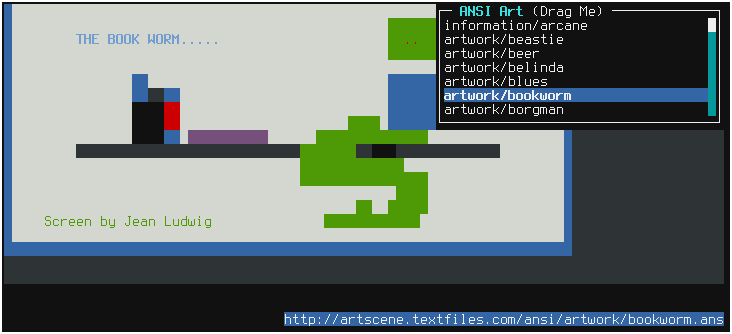 ANSI Art (Drag Me)
information/arcane
artwork/beastie
artwork/beer
artwork/belinda
artwork/blues
artwork/bookworm
artwork/borgman
THE BOOK WORM.....
..
Screen by Jean Ludwig
http://artscene.textfiles.com/ansi/artwork/bookworm.ans